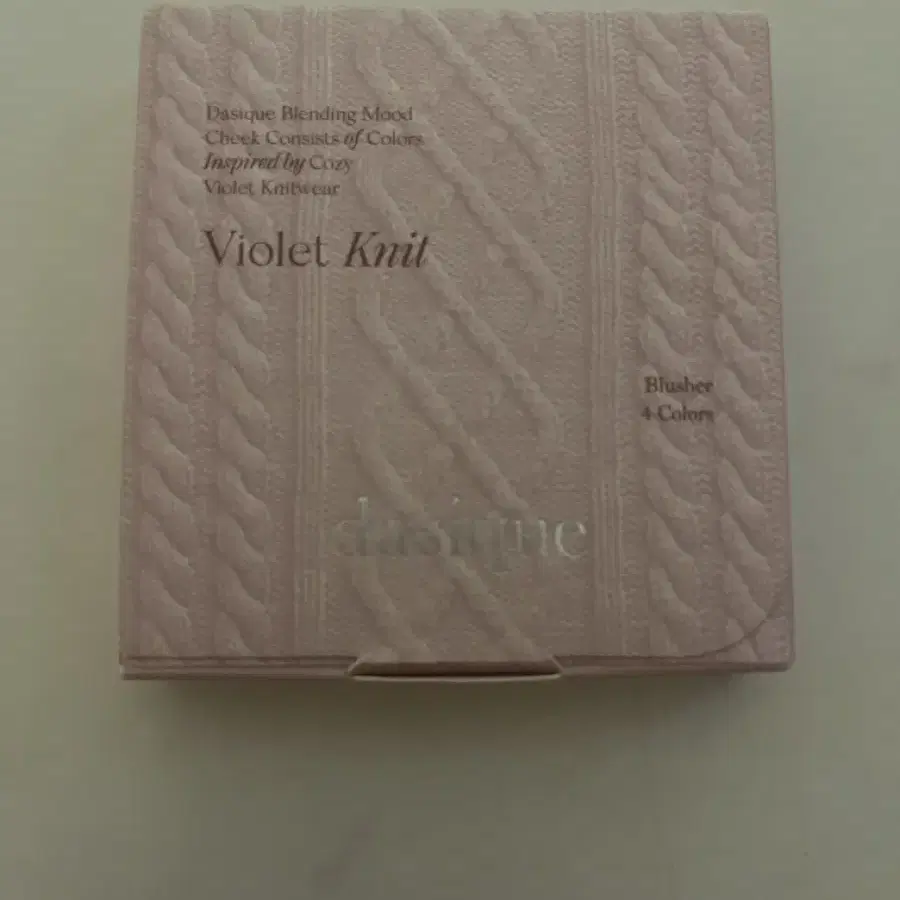 Dasique Blending Mood
Cheek Consists of Colors
Inspired by Cozy
Violet Knitwear
Violet Knit
Blusher
4 Colors
dasique